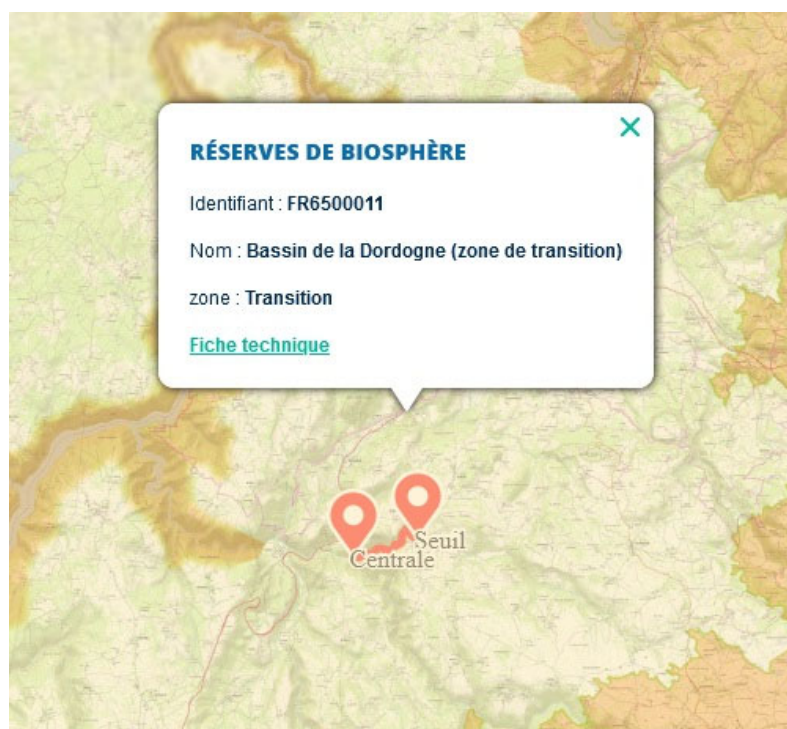 RÉSERVES DE BIOSPHÈRE
Identifiant : FR6500011
Nom : Bassin de la Dordogne (zone de transition)
zone : Transition
Fiche technique
Seuil
Centrale